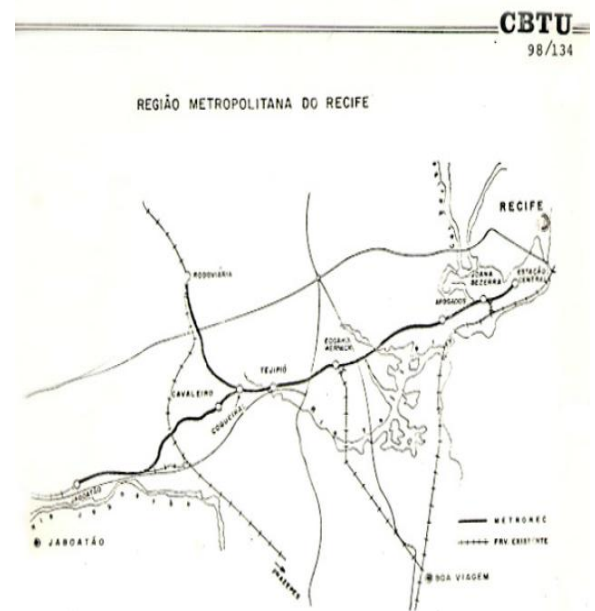 CBTU
98/134
REGIÃO METROPOLITANA DO RECIFE
RECIFE
RODOVIÁRIA
JOANA
BEZERRA
ESTAÇÃO
CENTRAL
AFOGADOS
TEJIPIÓ
CAVALEIRO
COQUEIRAL
JABOATÃO
JABOATÃO
METROREC
EXISTENTE
BOA VIAGEM